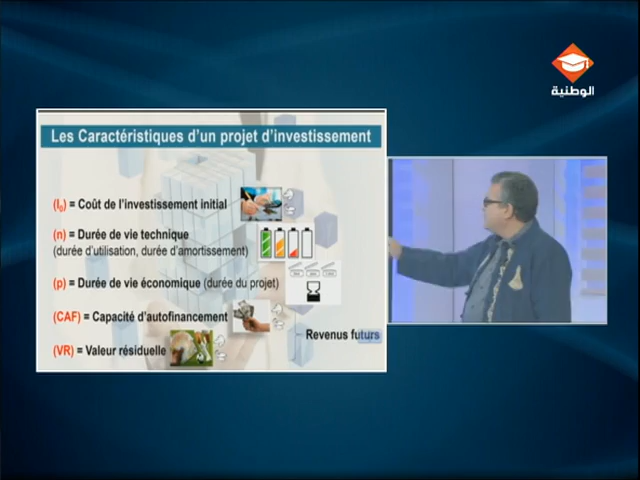 الوطنية
Les Caractéristiques d'un projet d'investissement
(I₀) = Coût de l'investissement initial
(n) = Durée de vie technique
(durée d'utilisation, durée d'amortissement)
(p) = Durée de vie économique (durée du projet)
(CAF) = Capacité d'autofinancement
Revenus futurs
(VR) = Valeur résiduelle